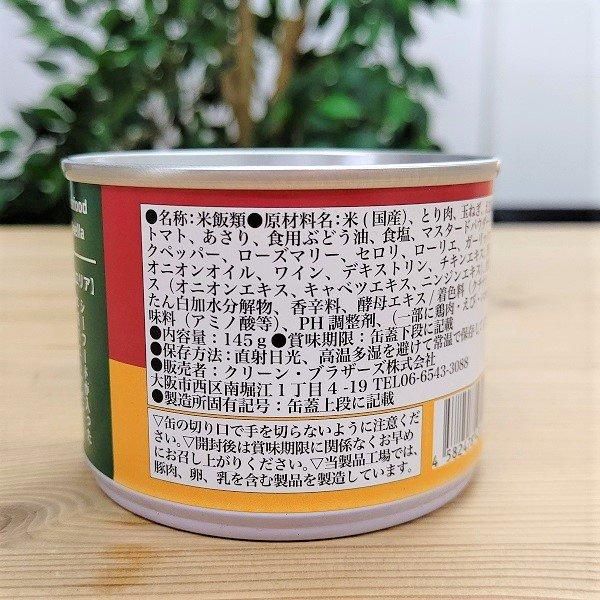 ●名称:米飯類●原材料名:米(国産)、とり肉、玉ねぎ、
トマト、あさり、食用ぶどう油、食塩、マスタードパウダー
クペッパー、ローズマリー、セロリ、ローリエ、ガーリ
オニオンオイル、ワイン、デキストリン、チキンエキス
ス(オニオンエキス、キャベツエキス、ニンジンエキス
たん白加水分解物、香辛料、酵母エキス/着色料(クチ
味料(アミノ酸等)、PH調整剤、(一部に鶏肉・えび・
●内容量:145g●賞味期限:缶蓋下段に記載
●保存方法:直射日光、高温多湿を避けて常温で保存し
●販売者:クリーン・ブラザーズ株式会社
大阪市西区南堀江1丁目4-19 TEL06-6543-3088
●製造所固有記号:缶蓋上段に記載
▽缶の切り口で手を切らないように注意くださ
い。▽開封後は賞味期限に関係なくお早め
にお召し上がりください。▽当製品工場では、
豚肉、卵、乳を含む製品を製造しています。